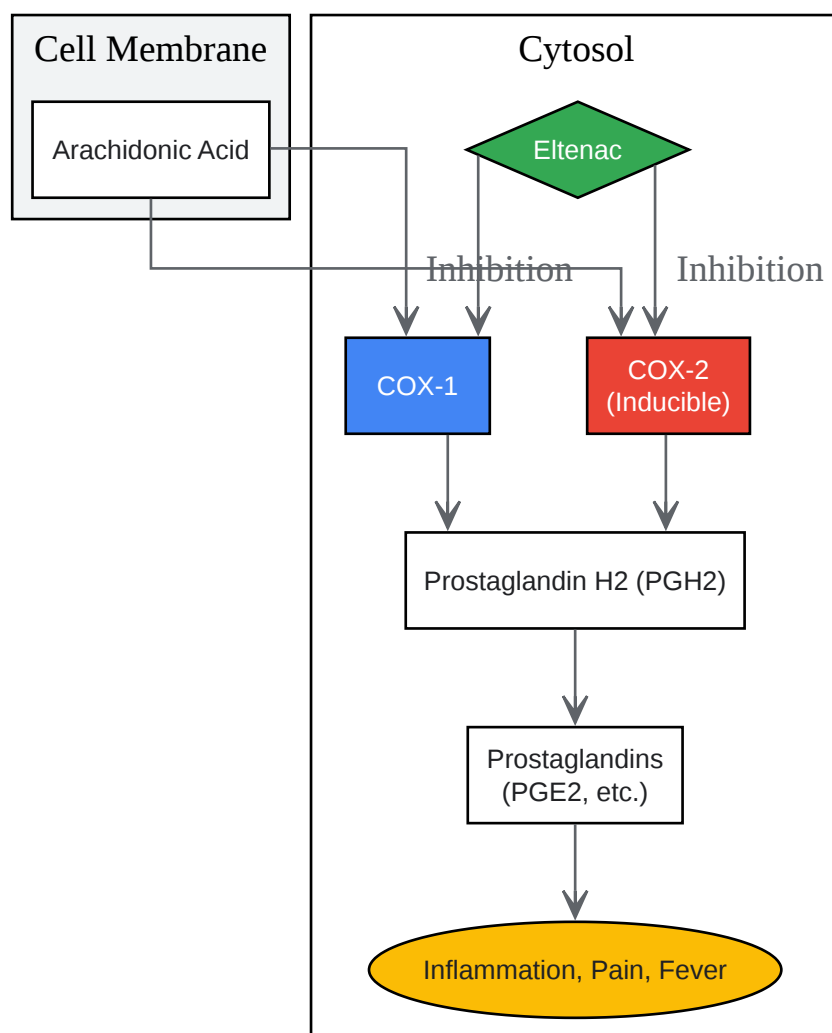 Cell Membrane
Cytosol
Arachidonic Acid
Eltenac
Inhibition
Inhibition
COX-1
COX-2
(Inducible)
Prostaglandin H2 (PGH2)
Prostaglandins
(PGE2, etc.)
Inflammation, Pain, Fever